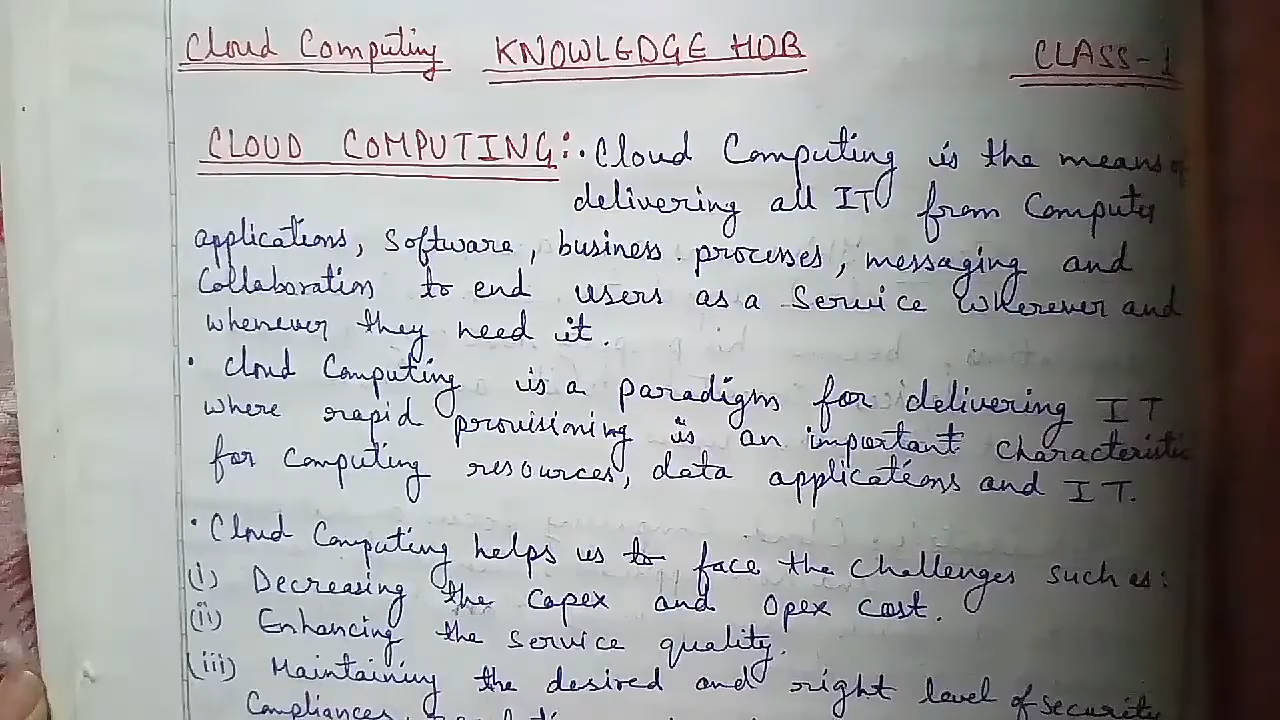 Cloud Computing KNOWLEDGE HUB CLASS-1
CLOUD COMPUTING:· Cloud Computing is the means of
delivering all IT from Computer
applications, Software, business processes, messaging and
Collaboration to end users as a Service wherever and
whenever they need it.
· Cloud Computing is a paradigm for delivering IT
where rapid provisioning is an important characteristic
for Computing resources, data applications and IT.
· Cloud Computing helps us to face the challenges such as:
(i) Decreasing the Capex and Opex cost.
(ii) Enhancing the service quality.
(iii) Maintaining the desired and right level of security
Compliances,